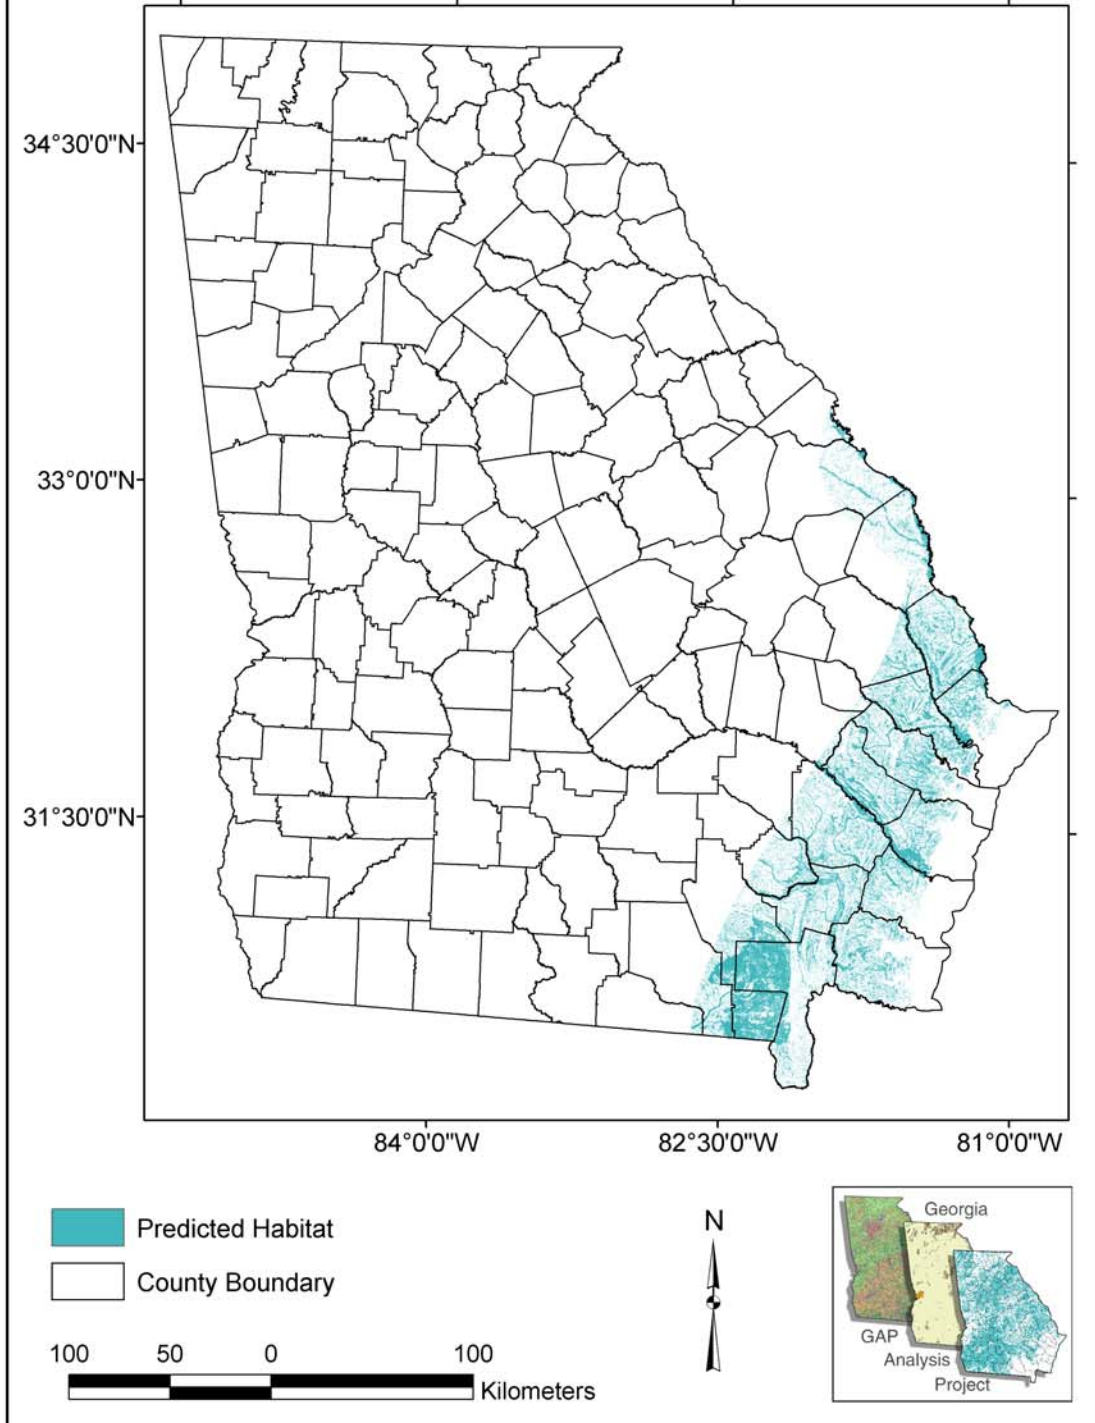 34°30'0"N
33°0'0"N
31°30'0"N
84°0'0"W 82°30'0"W 81°0'0"W
Predicted Habitat
County Boundary
100 50 0 100
Kilometers
N
Georgia
GAP
Analysis
Project